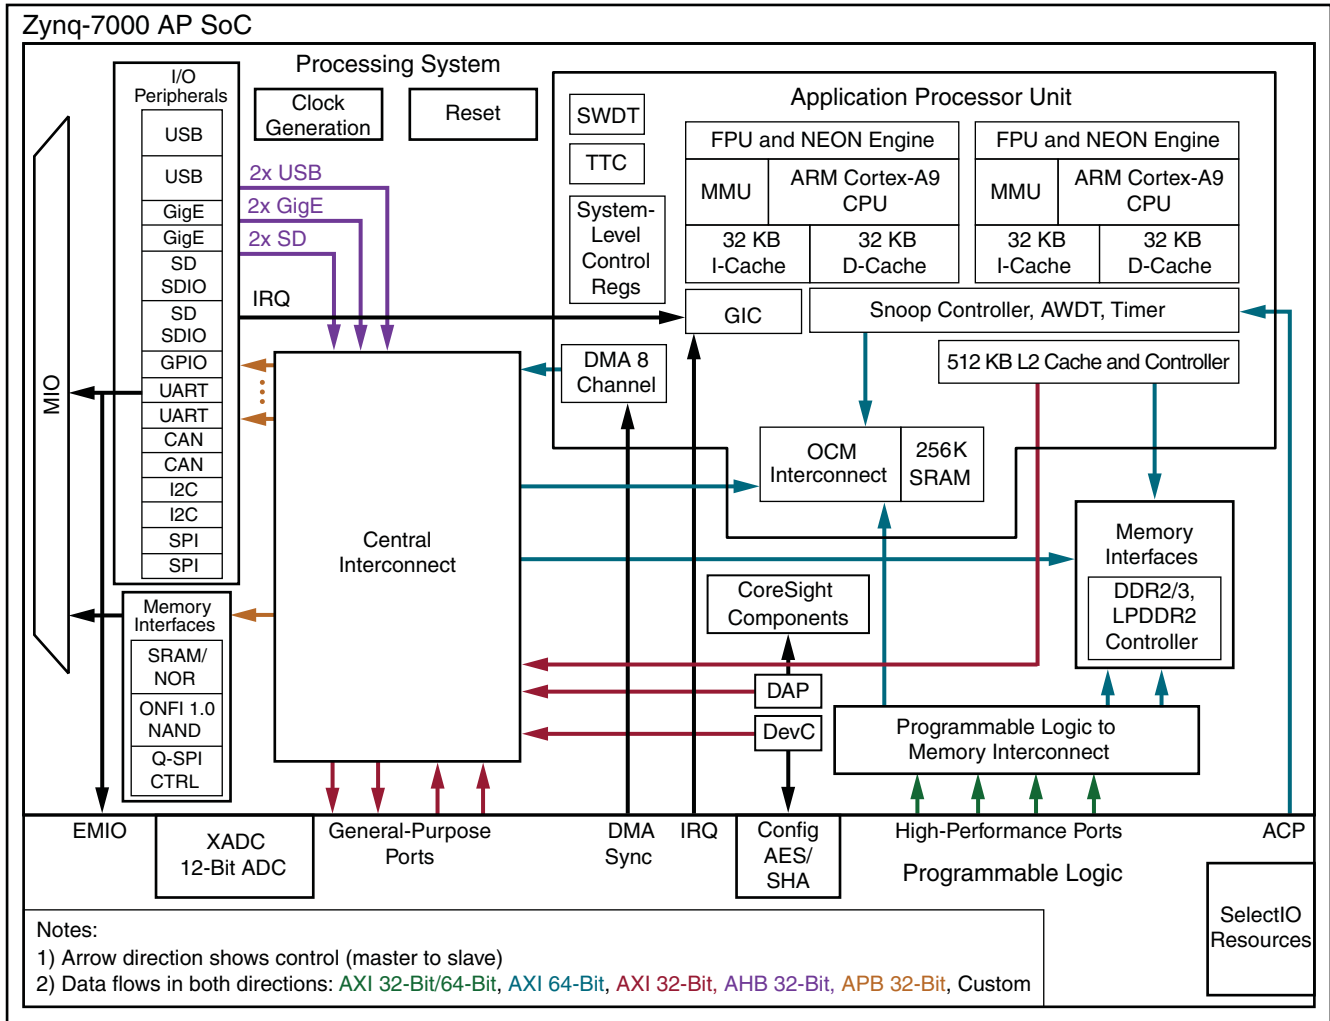 Zynq-7000 AP SoC
Processing System
I/O
Peripherals
USB
USB
GigE
GigE
SD
SDIO
SD
SDIO
GPIO
UART
UART
CAN
CAN
I2C
I2C
SPI
SPI
MIO
Clock
Generation
Reset
2x USB
2x GigE
2x SD
IRQ
Application Processor Unit
SWDT
TTC
System-
Level
Control
Regs
FPU and NEON Engine
MMU
ARM Cortex-A9
CPU
32 KB
I-Cache
32 KB
D-Cache
FPU and NEON Engine
MMU
ARM Cortex-A9
CPU
32 KB
I-Cache
32 KB
D-Cache
GIC
Snoop Controller, AWDT, Timer
DMA 8
Channel
512 KB L2 Cache and Controller
OCM
Interconnect
256K
SRAM
Central
Interconnect
Memory
Interfaces
DDR2/3,
LPDDR2
Controller
CoreSight
Components
DAP
DevC
Programmable Logic to
Memory Interconnect
Memory
Interfaces
SRAM/
NOR
ONFI 1.0
NAND
Q-SPI
CTRL
EMIO
XADC
12-Bit ADC
General-Purpose
Ports
DMA
Sync
IRQ
Config
AES/
SHA
High-Performance Ports
ACP
Programmable Logic
SelectIO
Resources
Notes:
1) Arrow direction shows control (master to slave)
2) Data flows in both directions: AXI 32-Bit/64-Bit, AXI 64-Bit, AXI 32-Bit, AHB 32-Bit, APB 32-Bit, Custom